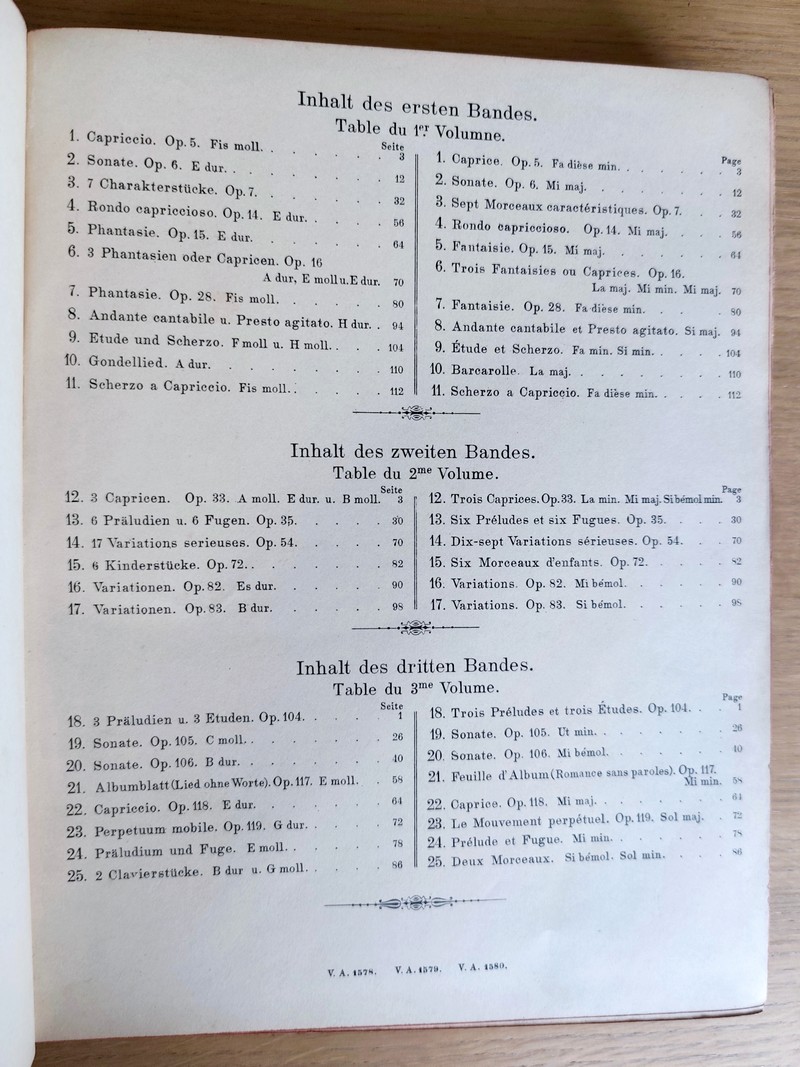 Inhalt des ersten Bandes.
Table du 1er Volumne.
Seite
1. Capriccio. Op. 5. Fis moll. . . . . . 3
2. Sonate. Op. 6. E dur. . . . . . . 12
3. 7 Charakterstücke. Op. 7. . . . . . 32
4. Rondo capriccioso. Op. 14. E dur. . . . 56
5. Phantasie. Op. 15. E dur. . . . . . 64
6. 3 Phantasien oder Capricen. Op. 16
A dur, E moll u. E dur. 70
7. Phantasie. Op. 28. Fis moll. . . . . . 80
8. Andante cantabile u. Presto agitato. H dur. . 94
9. Etude und Scherzo. F moll u. H moll. . . . 104
10. Gondellied. A dur. . . . . . . . . 110
11. Scherzo a Capriccio. Fis moll. . . . . . 112
Page
1. Caprice. Op. 5. Fa dièse min. . . . . . . 3
2. Sonate. Op. 6. Mi maj. . . . . . . . 12
3. Sept Morceaux caractéristiques. Op. 7. . . 32
4. Rondo capriccioso. Op. 14. Mi maj. . . . 56
5. Fantaisie. Op. 15. Mi maj. . . . . . . 64
6. Trois Fantaisies ou Caprices. Op. 16.
La maj. Mi min. Mi maj. 70
7. Fantaisie. Op. 28. Fa dièse min. . . . 80
8. Andante cantabile et Presto agitato. Si maj. 94
9. Étude et Scherzo. Fa min. Si min. . . . . 104
10. Barcarolle. La maj. . . . . . . . . 110
11. Scherzo a Capriccio. Fa dièse min. . . . . 112
Inhalt des zweiten Bandes.
Table du 2me Volume.
Seite
12. 3 Capricen. Op. 33. A moll. E dur. u. B moll. 3
13. 6 Präludien u. 6 Fugen. Op. 35. . . . . 30
14. 17 Variations serieuses. Op. 54. . . . . 70
15. 6 Kinderstücke. Op. 72. . . . . . . 82
16. Variationen. Op. 82. Es dur. . . . . . 90
17. Variationen. Op. 83. B dur. . . . . . 98
Page
12. Trois Caprices. Op. 33. La min. Mi maj. Si bémol min. 3
13. Six Préludes et six Fugues. Op. 35. . . . 30
14. Dix-sept Variations sérieuses. Op. 54. . . 70
15. Six Morceaux d'enfants. Op. 72. . . . . 82
16. Variations. Op. 82. Mi bémol. . . . . . 90
17. Variations. Op. 83. Si bémol. . . . . . 98
Inhalt des dritten Bandes.
Table du 3me Volume.
Seite
18. 3 Präludien u. 3 Etuden. Op. 104. . . . . 1
19. Sonate. Op. 105. C moll. . . . . . . 26
20. Sonate. Op. 106. B dur. . . . . . . 40
21. Albumblatt (Lied ohne Worte). Op. 117. E moll. . 58
22. Capriccio. Op. 118. E dur. . . . . . . 64
23. Perpetuum mobile. Op. 119. G dur. . . . . 72
24. Präludium und Fuge. E moll. . . . . . 78
25. 2 Clavierstücke. B dur u. G moll. . . . . 86
Page
18. Trois Préludes et trois Études. Op. 104. . . 1
19. Sonate. Op. 105. Ut min. . . . . . . 26
20. Sonate. Op. 106. Mi bémol. . . . . . . 40
21. Feuille d'Album (Romance sans paroles). Op. 117.
Mi min. 58
22. Caprice. Op. 118. Mi maj. . . . . . . . 64
23. Le Mouvement perpétuel. Op. 119. Sol maj. . 72
24. Prélude et Fugue. Mi min. . . . . . . 78
25. Deux Morceaux. Si bémol. Sol min. . . . 86
V. A. 1578. V. A. 1579. V. A. 1580.